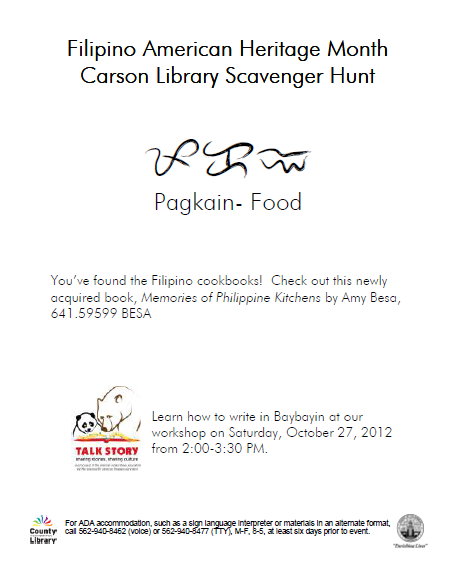 Filipino American Heritage Month
Carson Library Scavenger Hunt
Pagkain- Food
You've found the Filipino cookbooks!  Check out this newly
acquired book, Memories of Philippine Kitchens by Amy Besa,
641.59599 BESA
TALK STORY
sharing stories, sharing culture
Learn how to write in Baybayin at our
workshop on Saturday, October 27, 2012
from 2:00-3:30 PM.
County
Library
For ADA accommodation, such as a sign language interpreter or materials in an alternate format,
call 562-940-8462 (voice) or 562-940-8477 (TTY), M-F, 8-5, at least six days prior to event.